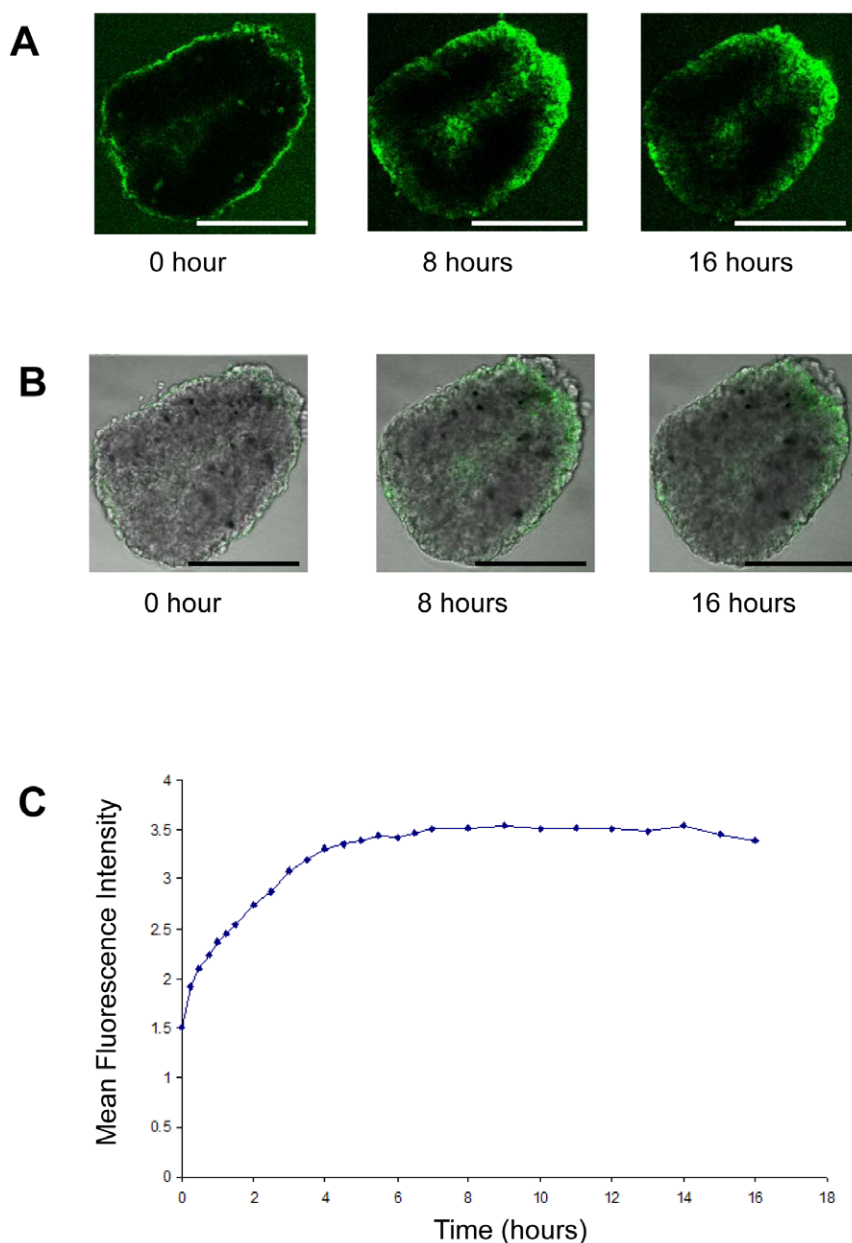 A
0 hour 8 hours 16 hours
B
0 hour 8 hours 16 hours
C
Mean Fluorescence Intensity
4
3.5
3
2.5
2
1.5
1
0.5
0
0 2 4 6 8 10 12 14 16 18
Time (hours)